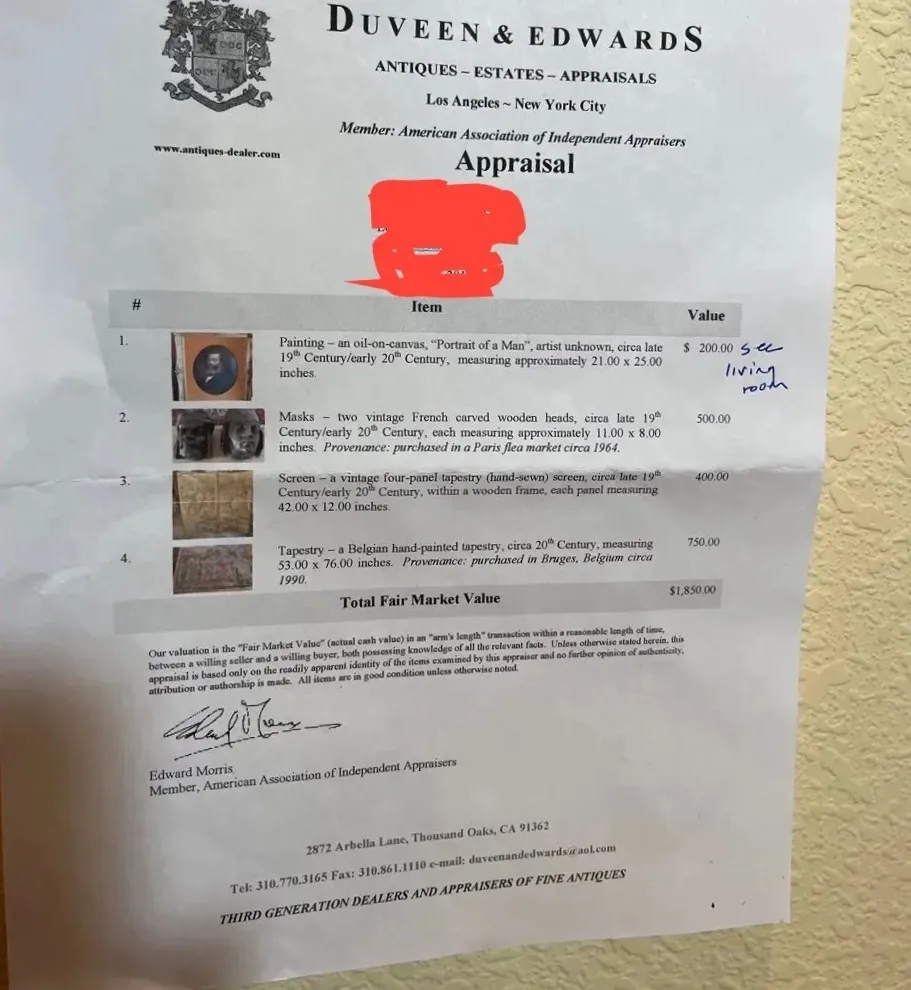 DUVEEN & EDWARDS
ANTIQUES ~ ESTATES ~ APPRAISALS
Los Angeles ~ New York City
Member: American Association of Independent Appraisers
www.antiques-dealer.com
Appraisal
# Item Value
1. Painting – an oil-on-canvas, “Portrait of a Man”, artist unknown, circa late $ 200.00 see
19th Century/early 20th Century, measuring approximately 21.00 x 25.00 living
inches. room
2. Masks – two vintage French carved wooden heads, circa late 19th 500.00
Century/early 20th Century, each measuring approximately 11.00 x 8.00
inches. Provenance: purchased in a Paris flea market circa 1964.
3. Screen – a vintage four-panel tapestry (hand-sewn) screen, circa late 19th 400.00
Century/early 20th Century, within a wooden frame, each panel measuring
42.00 x 12.00 inches.
4. Tapestry – a Belgian hand-painted tapestry, circa 20th Century, measuring 750.00
53.00 x 76.00 inches. Provenance: purchased in Bruges, Belgium circa
1990.
Total Fair Market Value $1,850.00
Our valuation is the "Fair Market Value" (actual cash value) in an "arm's length" transaction within a reasonable length of time,
between a willing seller and a willing buyer, both possessing knowledge of all the relevant facts. Unless otherwise stated herein, this
appraisal is based only on the readily apparent identity of the items examined by this appraiser and no further opinion of authenticity,
attribution or authorship is made. All items are in good condition unless otherwise noted.
Edward Morris
Member, American Association of Independent Appraisers
2872 Arbella Lane, Thousand Oaks, CA 91362
Tel: 310.770.3165 Fax: 310.861.1110 e-mail: duveenandedwards@aol.com
THIRD GENERATION DEALERS AND APPRAISERS OF FINE ANTIQUES